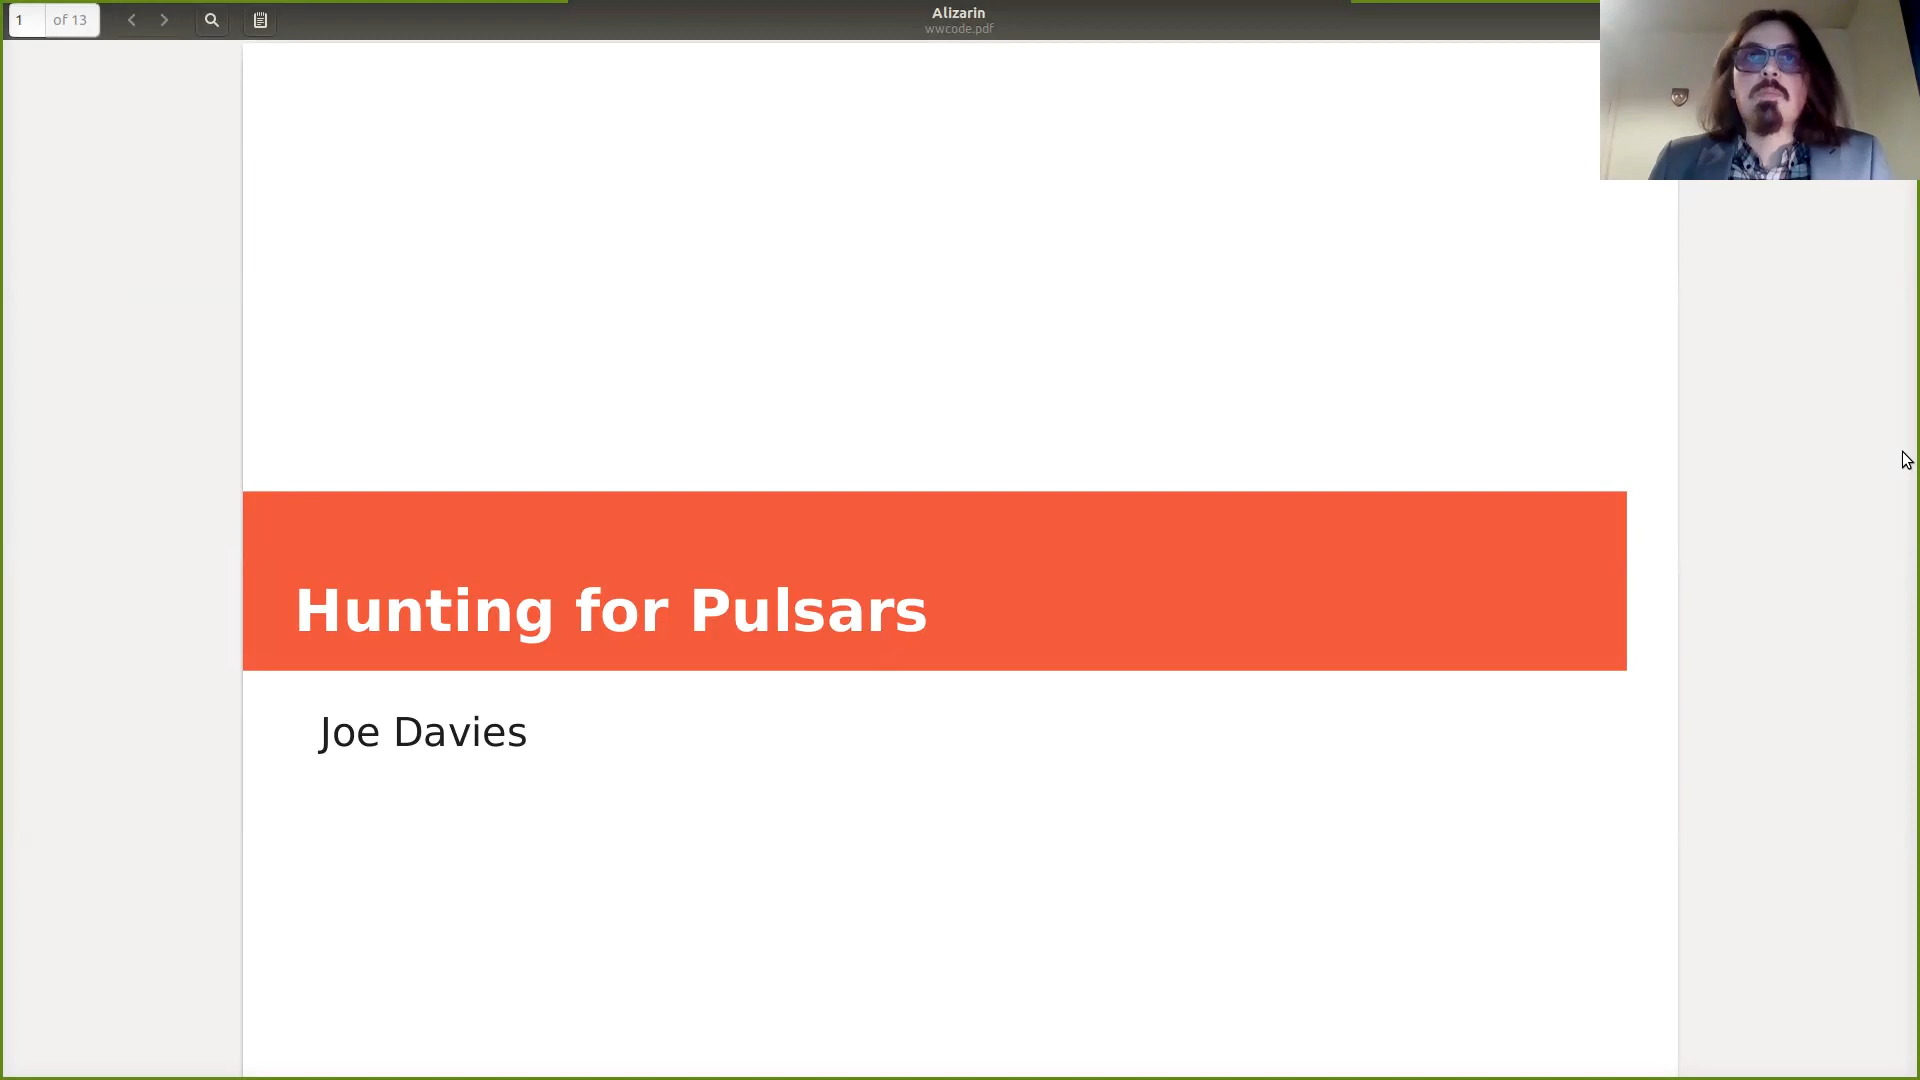 1 of 13
Alizarin
wwcode.pdf
Hunting for Pulsars
Joe Davies